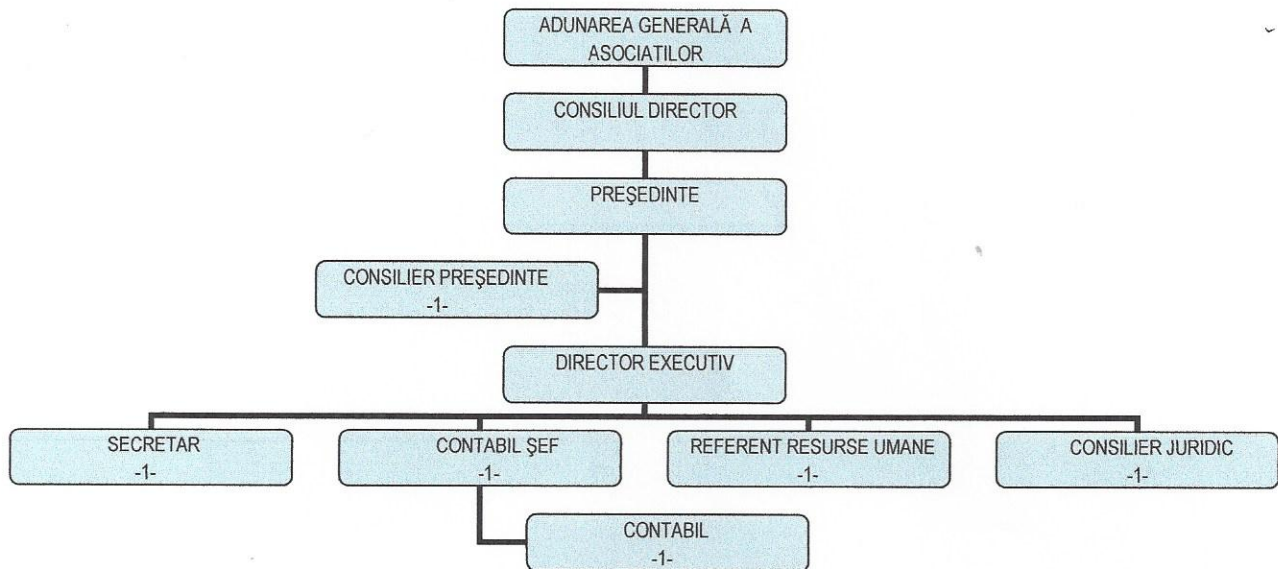 ADUNAREA GENERALĂ A
ASOCIATILOR
CONSILIUL DIRECTOR
PREŞEDINTE
CONSILIER PREŞEDINTE
-1-
DIRECTOR EXECUTIV
SECRETAR
-1-
CONTABIL ŞEF
-1-
REFERENT RESURSE UMANE
-1-
CONSILIER JURIDIC
-1-
CONTABIL
-1-